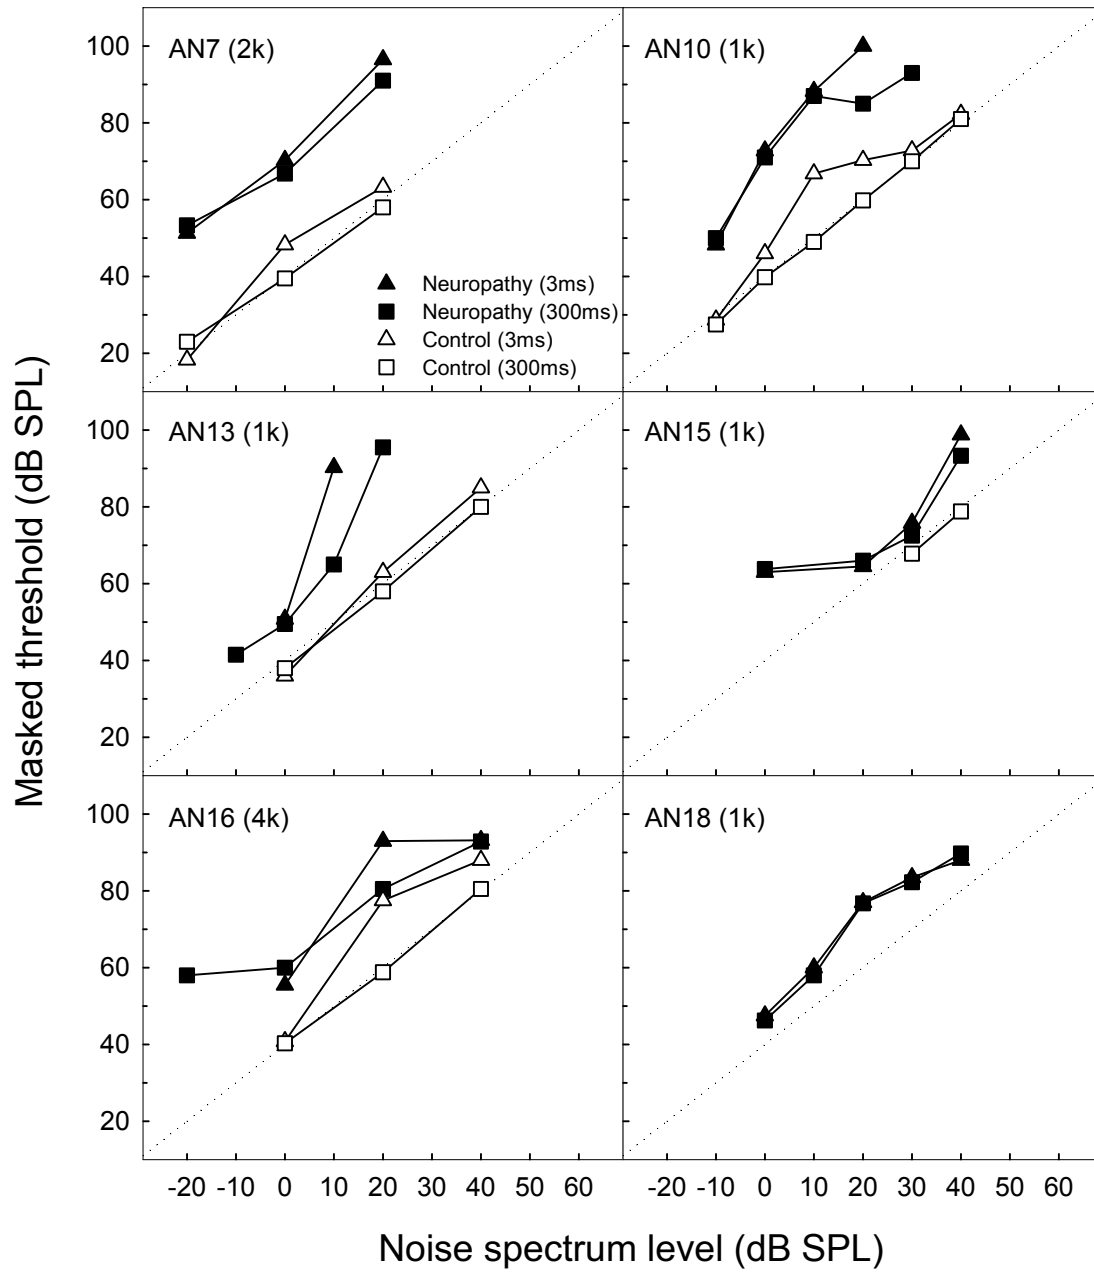 AN7 (2k)
AN10 (1k)
100
80
60
40
20
Neuropathy (3ms)
Neuropathy (300ms)
Control (3ms)
Control (300ms)
AN13 (1k)
AN15 (1k)
100
80
60
40
20
Masked threshold (dB SPL)
AN16 (4k)
AN18 (1k)
100
80
60
40
20
-20 -10 0 10 20 30 40 50 60
-20 -10 0 10 20 30 40 50 60
Noise spectrum level (dB SPL)